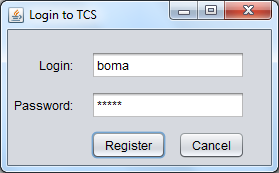 Login to TCS
Login: boma
Password: *****
Register Cancel